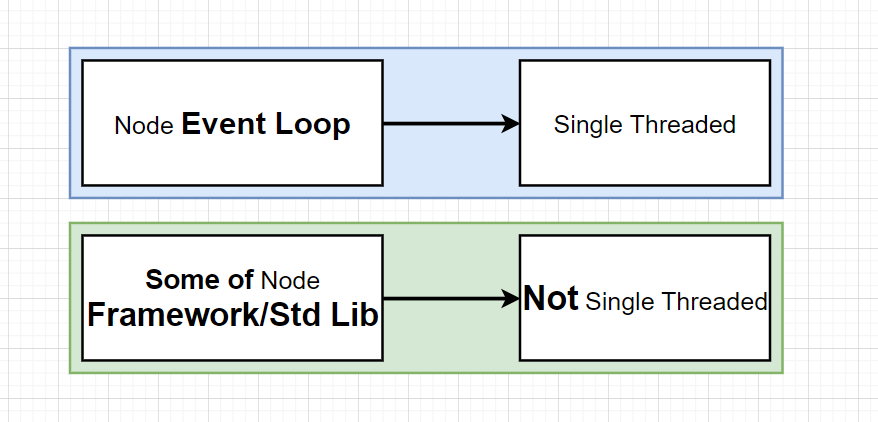 Node Event Loop
Single Threaded
Some of Node
Framework/Std Lib
Not Single Threaded